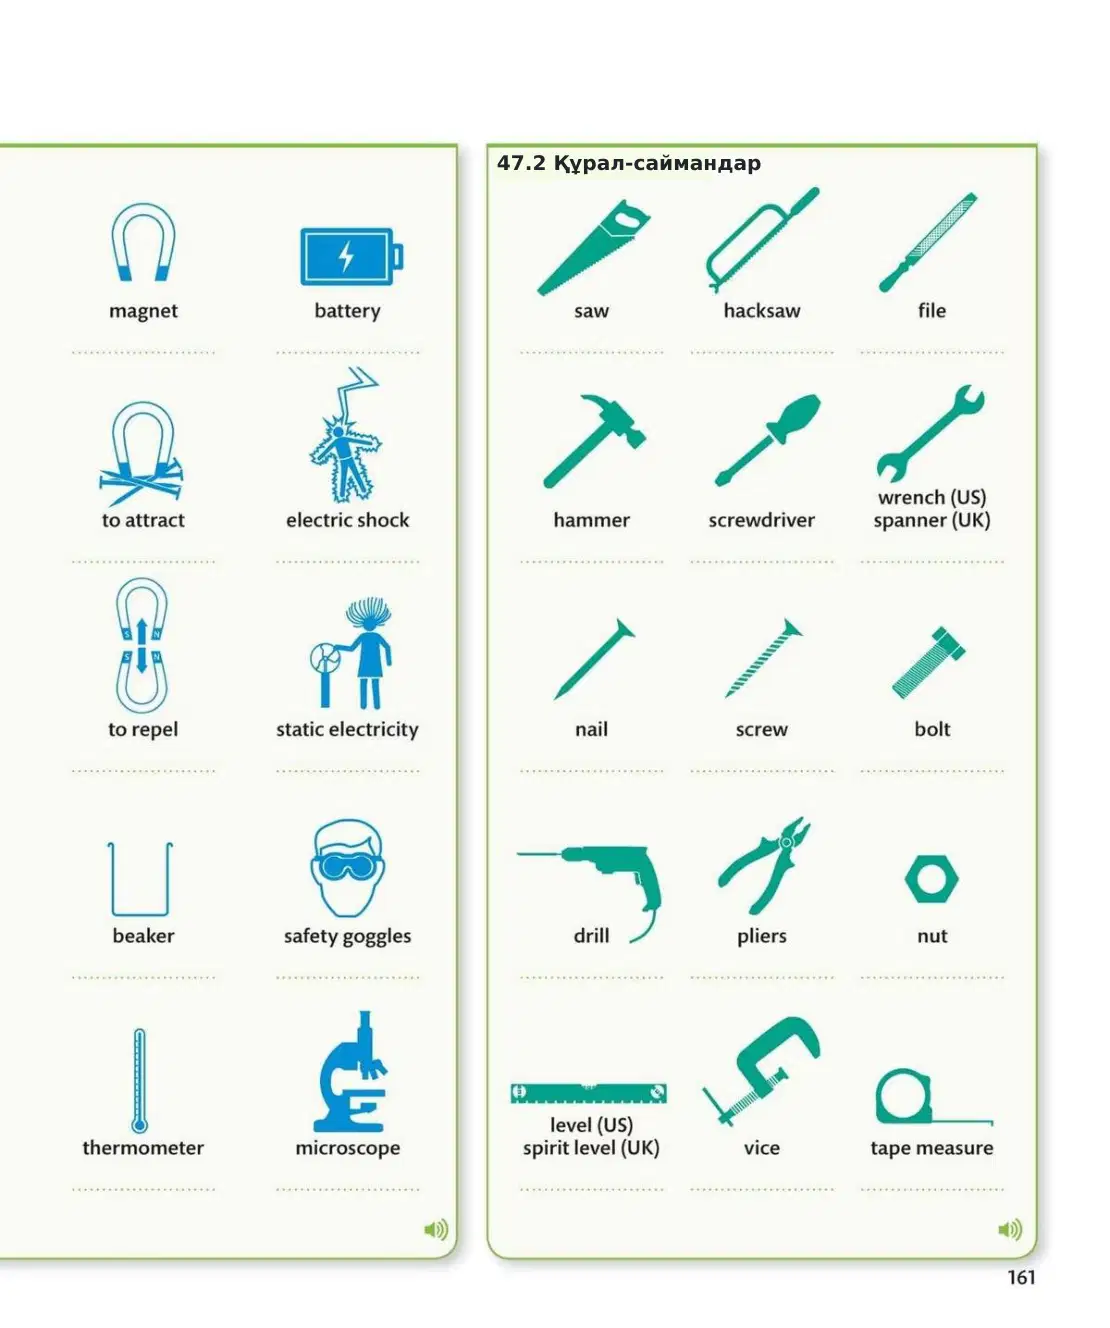 magnet
battery
to attract
electric shock
S N
S N
to repel
static electricity
beaker
safety goggles
thermometer
microscope
47.2 Құрал-саймандар
saw
hacksaw
file
hammer
screwdriver
wrench (US)
spanner (UK)
nail
screw
bolt
drill
pliers
nut
level (US)
spirit level (UK)
vice
tape measure
161